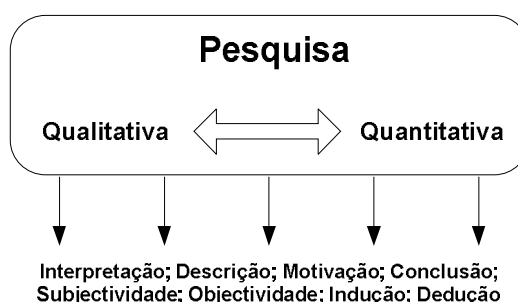 Pesquisa
Qualitativa Quantitativa
Interpretação; Descrição; Motivação; Conclusão;
Subjectividade; Objectividade; Indução; Dedução